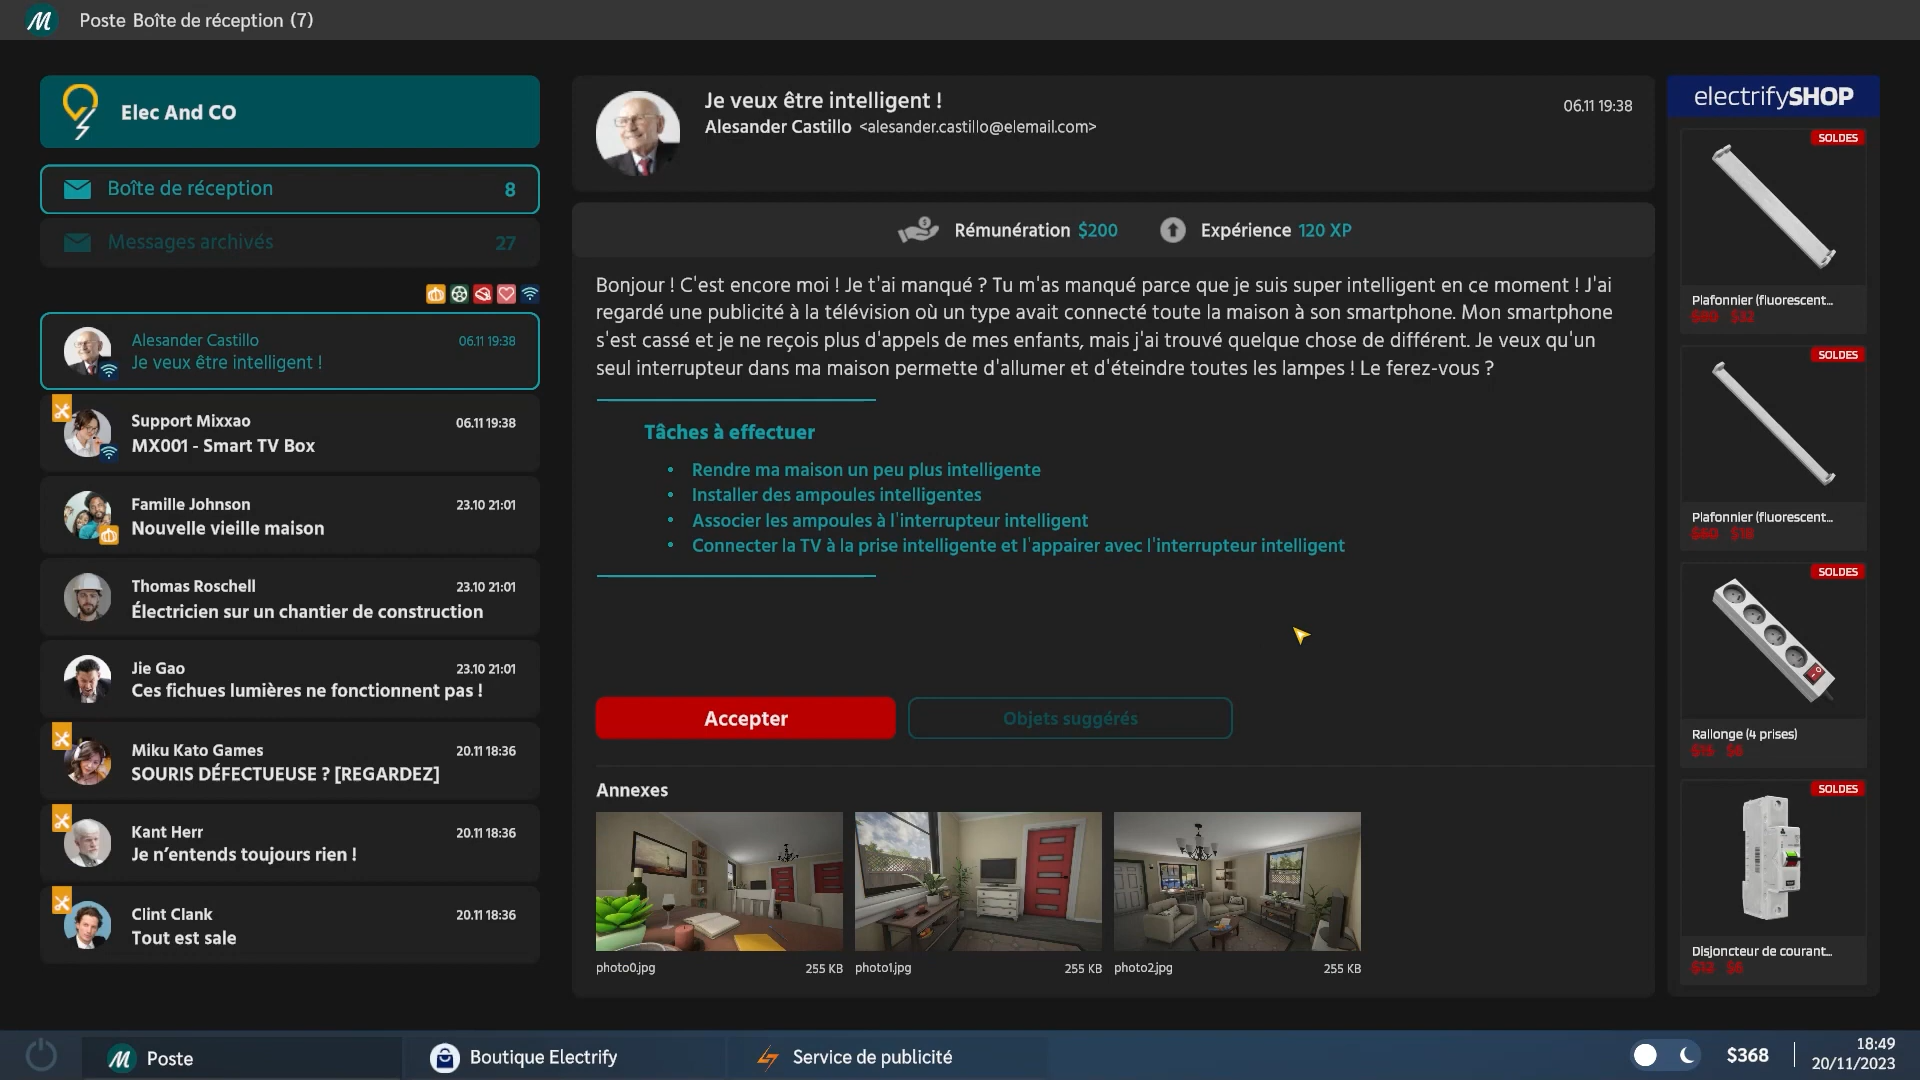 Poste Boîte de réception (7)
Elec And CO
Boîte de réception 8
Messages archivés 27
Alesander Castillo 06.11 19:38
Je veux être intelligent !
Support Mixxao 06.11 19:38
MX001 - Smart TV Box
Famille Johnson 23.10 21:01
Nouvelle vieille maison
Thomas Roschell 23.10 21:01
Électricien sur un chantier de construction
Jie Gao 23.10 21:01
Ces fichues lumières ne fonctionnent pas !
Miku Kato Games 20.11 18:36
SOURIS DÉFECTUEUSE ? [REGARDEZ]
Kant Herr 20.11 18:36
Je n’entends toujours rien !
Clint Clank 20.11 18:36
Tout est sale
Je veux être intelligent !
06.11 19:38
Alesander Castillo <alesander.castillo@elemail.com>
Rémunération $200 Expérience 120 XP
Bonjour ! C'est encore moi ! Je t'ai manqué ? Tu m'as manqué parce que je suis super intelligent en ce moment ! J'ai
regardé une publicité à la télévision où un type avait connecté toute la maison à son smartphone. Mon smartphone
s'est cassé et je ne reçois plus d'appels de mes enfants, mais j'ai trouvé quelque chose de différent. Je veux qu'un
seul interrupteur dans ma maison permette d'allumer et d'éteindre toutes les lampes ! Le ferez-vous ?
Tâches à effectuer
• Rendre ma maison un peu plus intelligente
• Installer des ampoules intelligentes
• Associer les ampoules à l'interrupteur intelligent
• Connecter la TV à la prise intelligente et l'appairer avec l'interrupteur intelligent
Accepter
Objets suggérés
Annexes
photo0.jpg 255 KB
photo1.jpg 255 KB
photo2.jpg 255 KB
electrifySHOP
SOLDES
Plafonnier (fluorescent...
$32
SOLDES
Plafonnier (fluorescent...
SOLDES
Rallonge (4 prises)
SOLDES
Disjoncteur de courant...
Poste
Boutique Electrify
Service de publicité
$368
18:49
20/11/2023